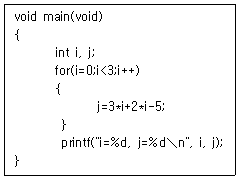 void main(void)
{
int i, j;
for(i=0;i<3;i++)
{
j=3*i+2*i-5;
}
printf("i=%d, j=%d＼n", i, j);
}